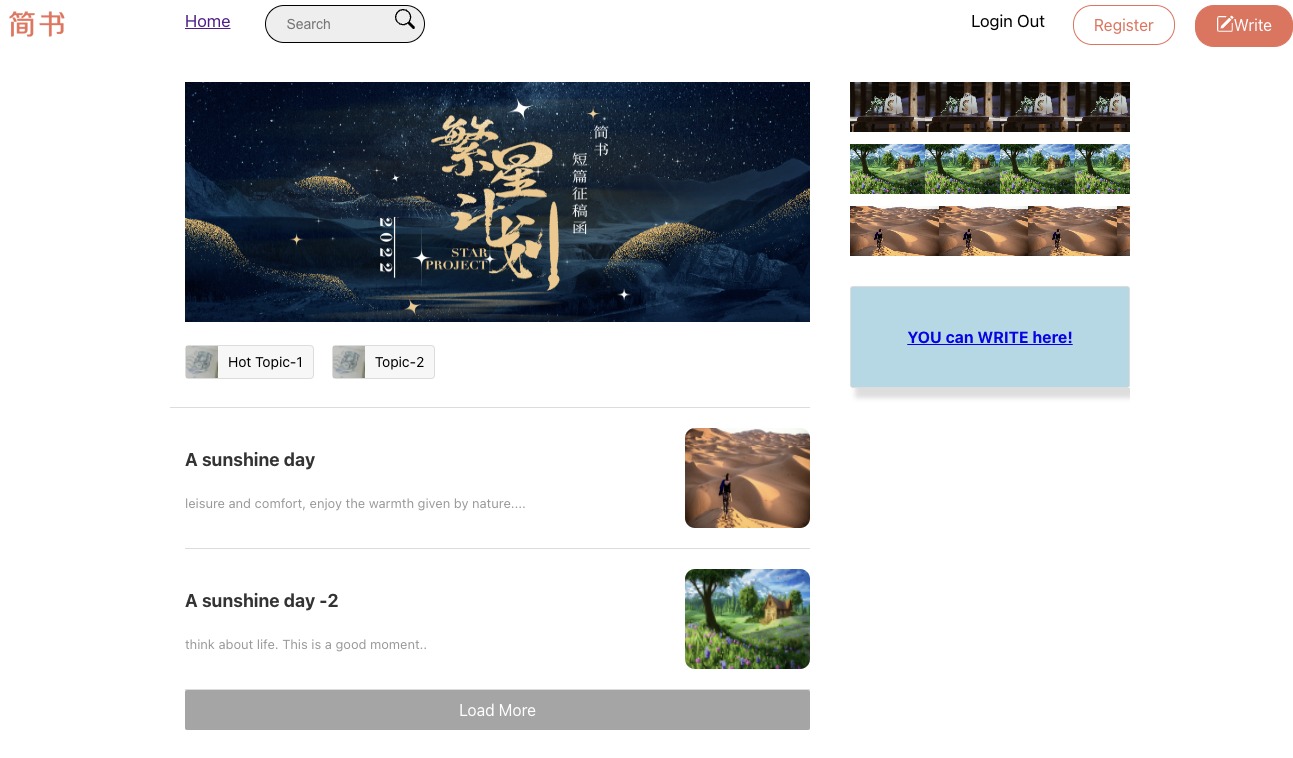 简书
Home
Search
Login Out
Register
Write
繁星计划
简书
短篇征稿函
2022
STAR
PROJECT
Hot Topic-1
Topic-2
YOU can WRITE here!
A sunshine day
leisure and comfort, enjoy the warmth given by nature....
A sunshine day -2
think about life. This is a good moment..
Load More